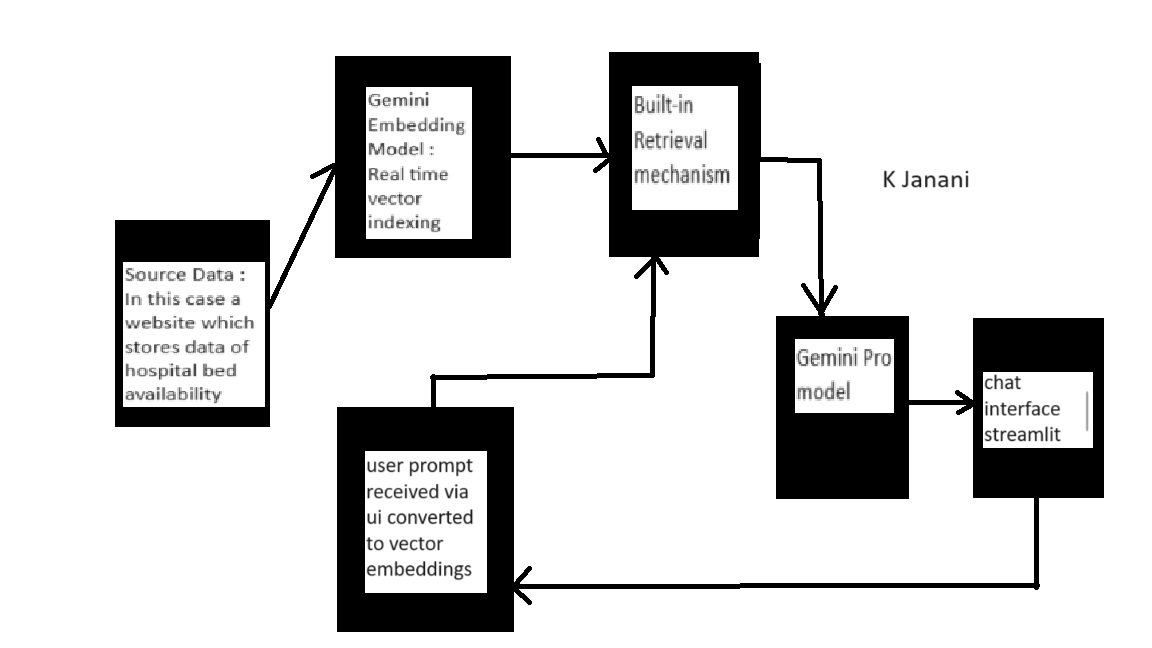 Gemini
Embedding
Model :
Real time
vector
indexing
Built-in
Retrieval
mechanism
K Janani
Source Data :
In this case a
website which
stores data of
hospital bed
availability
Gemini Pro
model
chat
interface
streamlit
user prompt
received via
ui converted
to vector
embeddings